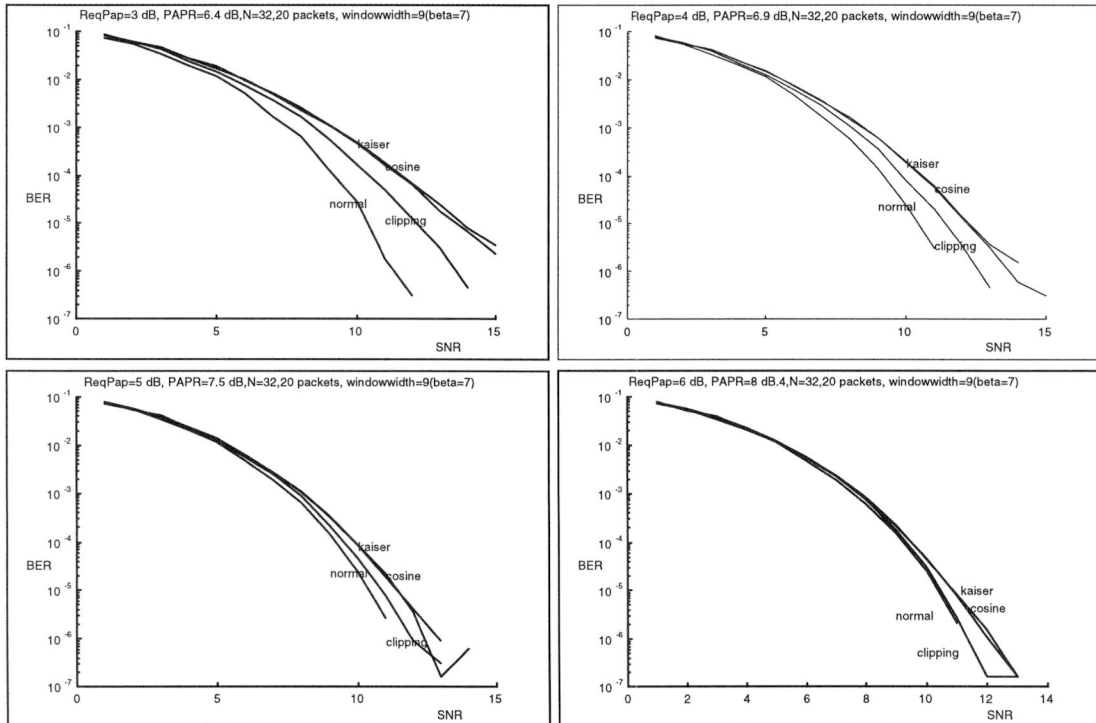 ReqPap=3 dB, PAPR=6.4 dB,N=32,20 packets, windowwidth=9(beta=7)
10 -1
10 -2
10 -3
10 -4
10 -5
10 -6
10 -7
BER
kaiser
cosine
normal
clipping
0 5 10 15
SNR
ReqPap=4 dB, PAPR=6.9 dB,N=32,20 packets, windowwidth=9(beta=7)
10 -1
10 -2
10 -3
10 -4
10 -5
10 -6
10 -7
BER
kaiser
cosine
normal
clipping
0 5 10 15
SNR
ReqPap=5 dB, PAPR=7.5 dB,N=32,20 packets, windowwidth=9(beta=7)
10 -1
10 -2
10 -3
10 -4
10 -5
10 -6
10 -7
BER
kaiser
normal
cosine
clipping
0 5 10 15
SNR
ReqPap=6 dB, PAPR=8 dB.4,N=32,20 packets, windowwidth=9(beta=7)
10 -1
10 -2
10 -3
10 -4
10 -5
10 -6
10 -7
BER
kaiser
cosine
normal
clipping
0 2 4 6 8 10 12 14
SNR